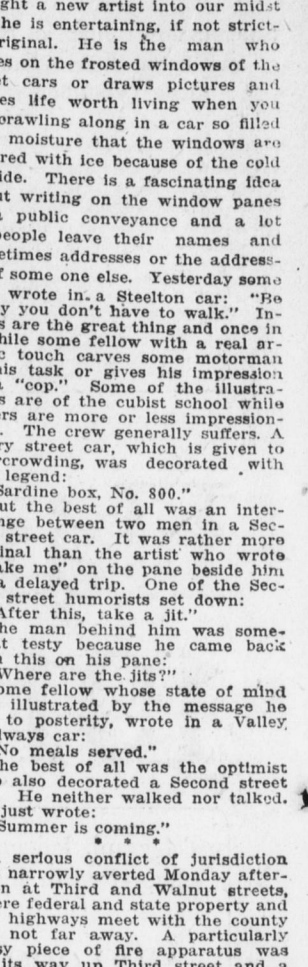 ght a new artist into our midst
he is entertaining, if not strict-
riginal. He is the man who
es on the frosted windows of the
t cars or draws pictures and
es life worth living when you
prawling along in a car so filled
moisture that the windows are
red with ice because of the cold
ide. There is a fascinating idea
ut writing on the window panes
a public conveyance and a lot
people leave their names and
etimes addresses or the address-
f some one else. Yesterday some
wrote in a Steelton car: "Be
y you don't have to walk." In-
s are the great thing and once in
hile some fellow with a real ar-
c touch carves some motorman
his task or gives his impression
a "cop." Some of the illustra-
s are of the cubist school while
ers are more or less impression-
. The crew generally suffers. A
ry street car, which is given to
rcrowding, was decorated with
legend:
Sardine box, No. 800."
ut the best of all was an inter-
nge between two men in a Sec-
street car. It was rather more
inal than the artist who wrote
ake me" on the pane beside him
a delayed trip. One of the Sec-
street humorists set down:
After this, take a jit."
he man behind him was some-
t testy because he came back
n this on his pane:
Where are the jits?"
ome fellow whose state of mind
illustrated by the message he
to posterity, wrote in a Valley
lways car:
No meals served."
he best of all was the optimist
o also decorated a Second street
He neither walked nor talked.
just wrote:
Summer is coming."
* * *
serious conflict of jurisdiction
narrowly averted Monday after-
n at Third and Walnut streets,
ere federal and state property and
highways meet with the county
not far away. A particularly
sy piece of fire apparatus was
its way up Third street and a